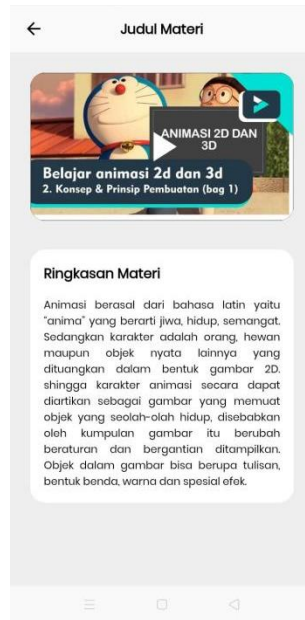 Judul Materi
ANIMASI 2D DAN
3D
Belajar animasi 2d dan 3d
2. Konsep & Prinsip Pembuatan (bag 1)
Ringkasan Materi
Animasi berasal dari bahasa latin yaitu
"anima" yang berarti jiwa, hidup, semangat.
Sedangkan karakter adalah orang, hewan
maupun objek nyata lainnya yang
dituangkan dalam bentuk gambar 2D.
shingga karakter animasi secara dapat
diartikan sebagai gambar yang memuat
objek yang seolah-olah hidup, disebabkan
oleh kumpulan gambar itu berubah
beraturan dan bergantian ditampilkan.
Objek dalam gambar bisa berupa tulisan,
bentuk benda, warna dan spesial efek.